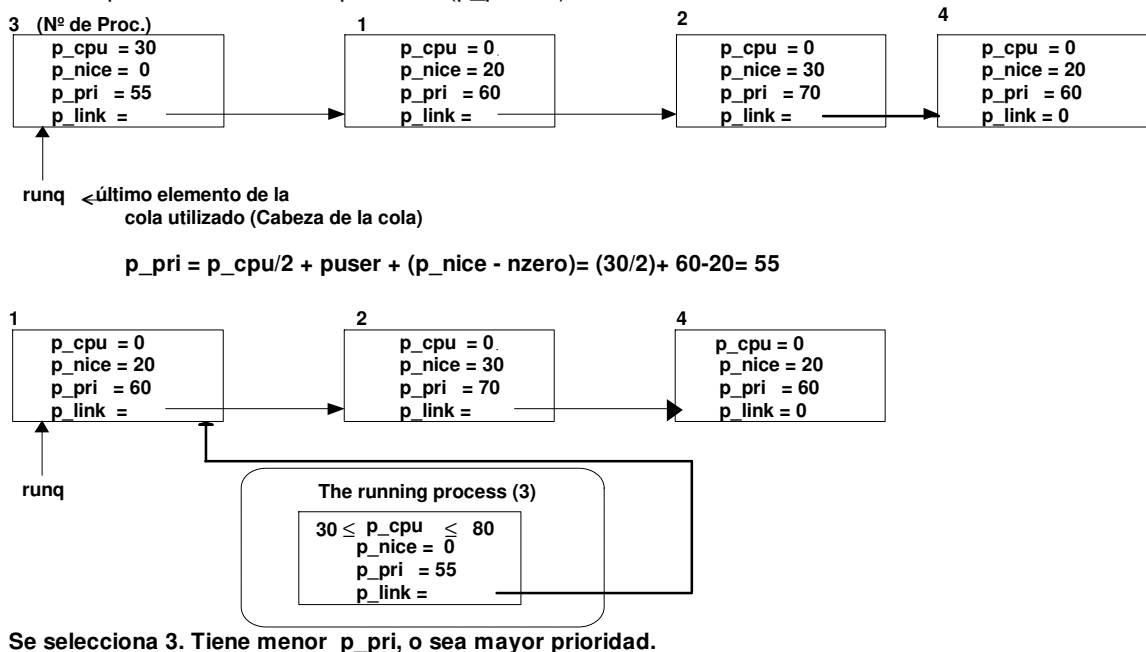 3 (Nº de Proc.)
p_cpu = 30
p_nice = 0
p_pri = 55
p_link =
1
p_cpu = 0
p_nice = 20
p_pri = 60
p_link =
2
p_cpu = 0
p_nice = 30
p_pri = 70
p_link =
4
p_cpu = 0
p_nice = 20
p_pri = 60
p_link = 0
runq
último elemento de la
cola utilizado (Cabeza de la cola)
p_pri = p_cpu/2 + puser + (p_nice - nzero)= (30/2)+ 60-20= 55
1
p_cpu = 0
p_nice = 20
p_pri = 60
p_link =
2
p_cpu = 0
p_nice = 30
p_pri = 70
p_link =
4
p_cpu = 0
p_nice = 20
p_pri = 60
p_link = 0
runq
The running process (3)
30 ≤ p_cpu ≤ 80
p_nice = 0
p_pri = 55
p_link =
Se selecciona 3. Tiene menor p_pri, o sea mayor prioridad.